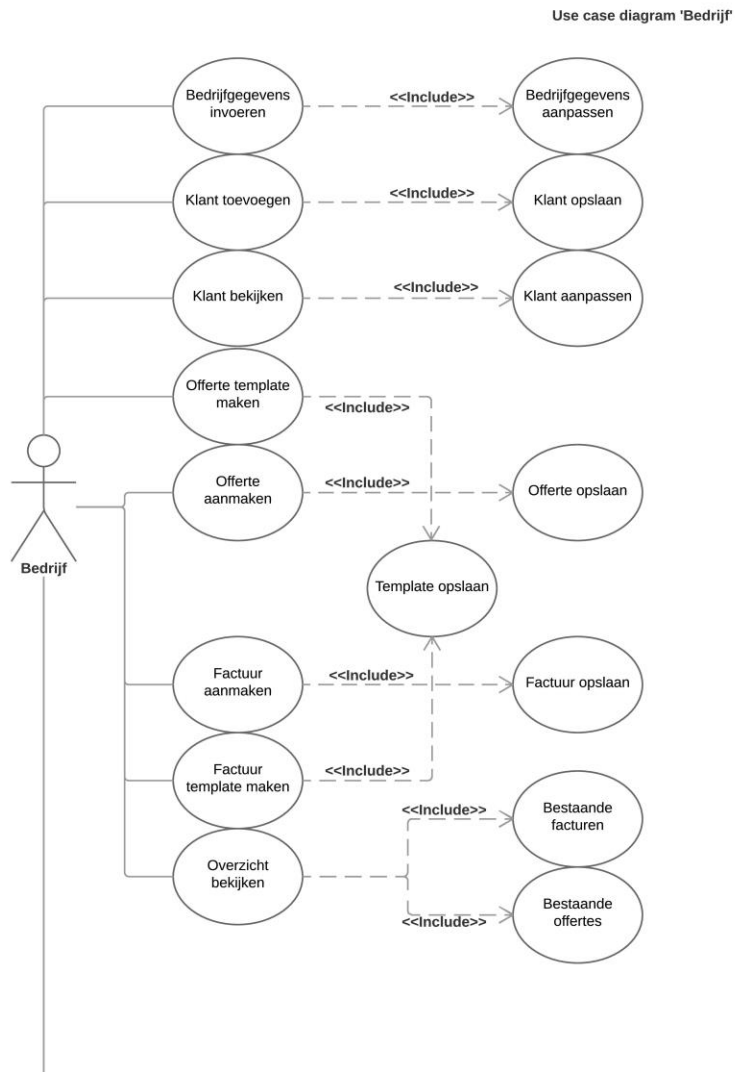 Use case diagram 'Bedrijf'
Bedrijfgegevens
invoeren
<<Include>>
Bedrijfgegevens
aanpassen
Klant toevoegen
<<Include>>
Klant opslaan
Klant bekijken
<<Include>>
Klant aanpassen
Offerte template
maken
<<Include>>
Offerte
aanmaken
<<Include>>
Offerte opslaan
Bedrijf
Template opslaan
Factuur
aanmaken
<<Include>>
Factuur opslaan
Factuur
template maken
<<Include>>
Overzicht
bekijken
<<Include>>
Bestaande
facturen
<<Include>>
Bestaande
offertes